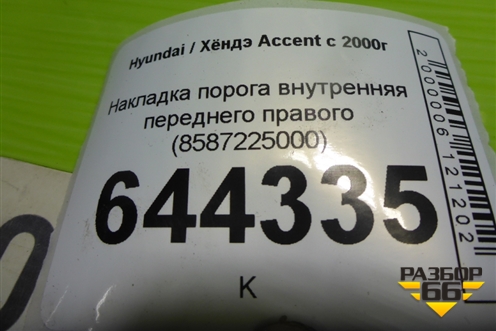 Hyundai / Хёндэ Accent с 2000г
Накладка порога внутренняя
переднего правого
(8587225000)
644335
К
2000006121202
РАЗБОР
66